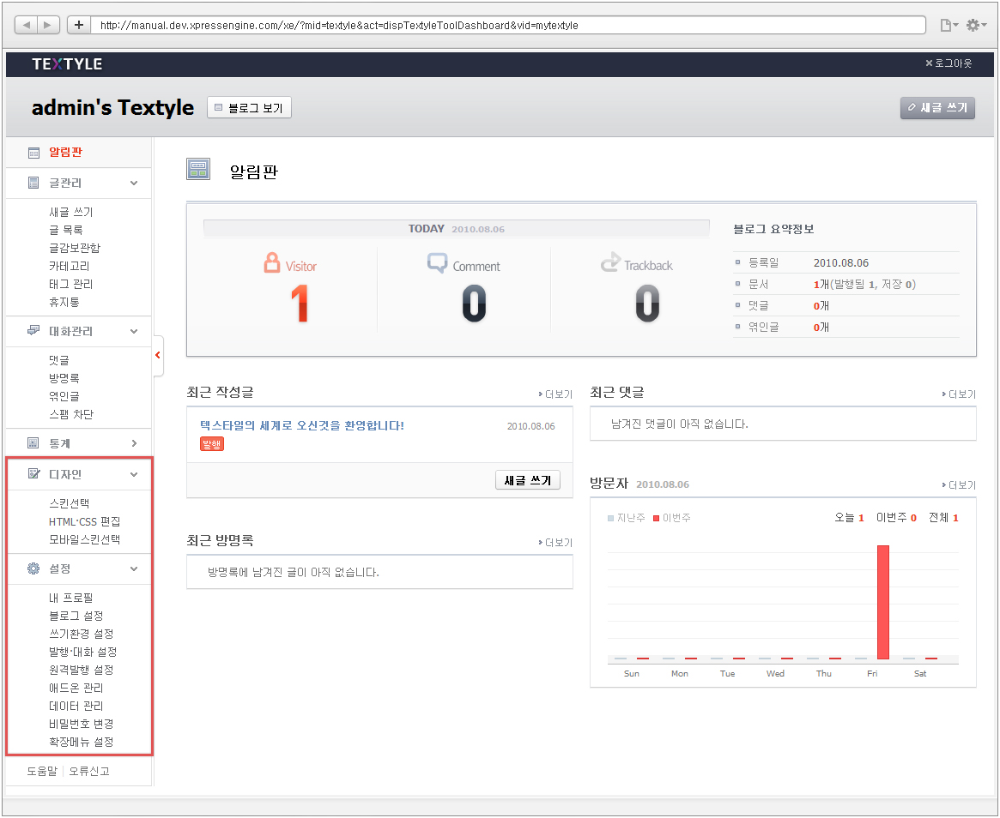 http://manual.dev.xpressengine.com/xe/?mid=textyle&act=dispTextyleToolDashboard&vid=mytextyle
TEXTYLE
로그아웃
admin's Textyle
블로그 보기
새글 쓰기
알림판
글관리
새글 쓰기
글 목록
글감보관함
카테고리
태그 관리
휴지통
대화관리
댓글
방명록
엮인글
스팸 차단
통계
디자인
스킨선택
HTML·CSS 편집
모바일스킨선택
설정
내 프로필
블로그 설정
쓰기환경 설정
발행·대화 설정
원격발행 설정
애드온 관리
데이터 관리
비밀번호 변경
확장메뉴 설정
도움말 | 오류신고
알림판
TODAY 2010.08.06
Visitor
1
Comment
0
Trackback
0
블로그 요약정보
등록일 2010.08.06
문서 1개(발행됨 1, 저장 0)
댓글 0개
엮인글 0개
최근 작성글
더보기
텍스타일의 세계로 오신것을 환영합니다!
2010.08.06
발행
새글 쓰기
최근 방명록
더보기
방명록에 남겨진 글이 아직 없습니다.
최근 댓글
더보기
남겨진 댓글이 아직 없습니다.
방문자 2010.08.06
더보기
지난주 이번주
오늘 1 이번주 0 전체 1
Sun Mon Tue Wed Thu Fri Sat